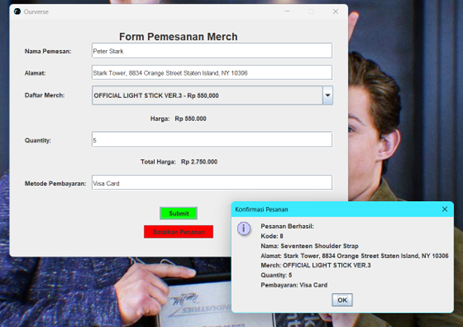 Ourverse
Form Pemesanan Merch
Nama Pemesan:
Peter Stark
Alamat:
Stark Tower, 8834 Orange Street Staten Island, NY 10306
Daftar Merch:
OFFICIAL LIGHT STICK VER.3 - Rp 550,000
Harga: Rp 550.000
Quantity:
5
Total Harga: Rp 2.750.000
Metode Pembayaran:
Visa Card
Submit
Batalkan Pesanan
Konfirmasi Pesanan
Pesanan Berhasil:
Kode: 8
Nama: Seventeen Shoulder Strap
Alamat: Stark Tower, 8834 Orange Street Staten Island, NY 10306
Merch: OFFICIAL LIGHT STICK VER.3
Quantity: 5
Pembayaran: Visa Card
OK